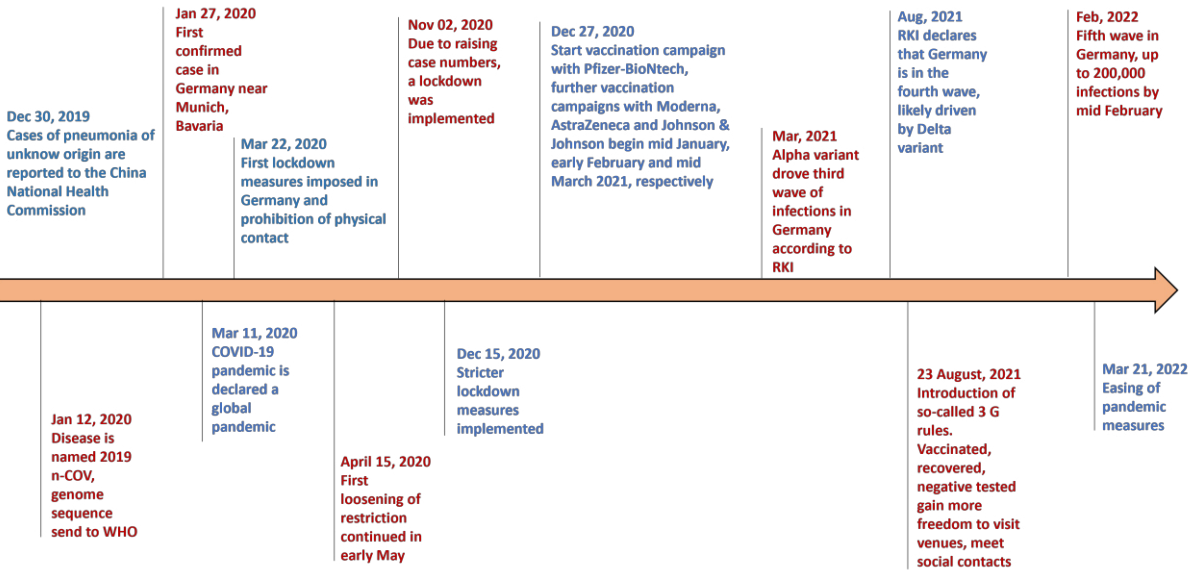 Dec 30, 2019
Cases of pneumonia of
unknow origin are
reported to the China
National Health
Commission
Jan 27, 2020
First
confirmed
case in
Germany near
Munich,
Bavaria
Mar 22, 2020
First lockdown
measures imposed in
Germany and
prohibition of physical
contact
Nov 02, 2020
Due to raising
case numbers,
a lockdown
was
implemented
Dec 27, 2020
Start vaccination campaign
with Pfizer-BioNtech,
further vaccination
campaigns with Moderna,
AstraZeneca and Johnson &
Johnson begin mid January,
early February and mid
March 2021, respectively
Mar, 2021
Alpha variant
drove third
wave of
infections in
Germany
according to
RKI
Aug, 2021
RKI declares
that Germany
is in the
fourth wave,
likely driven
by Delta
variant
Feb, 2022
Fifth wave in
Germany, up
to 200,000
infections by
mid February
Jan 12, 2020
Disease is
named 2019
n-COV,
genome
sequence
send to WHO
Mar 11, 2020
COVID-19
pandemic is
declared a
global
pandemic
April 15, 2020
First
loosening of
restriction
continued in
early May
Dec 15, 2020
Stricter
lockdown
measures
implemented
23 August, 2021
Introduction of
so-called 3 G
rules.
Vaccinated,
recovered,
negative tested
gain more
freedom to visit
venues, meet
social contacts
Mar 21, 2022
Easing of
pandemic
measures